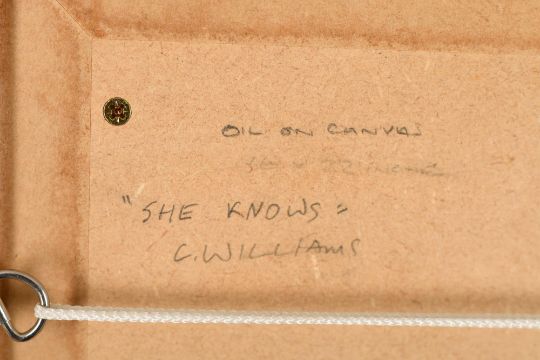 OIL ON CANVAS
"SHE KNOWS"
C. WILLIAMS